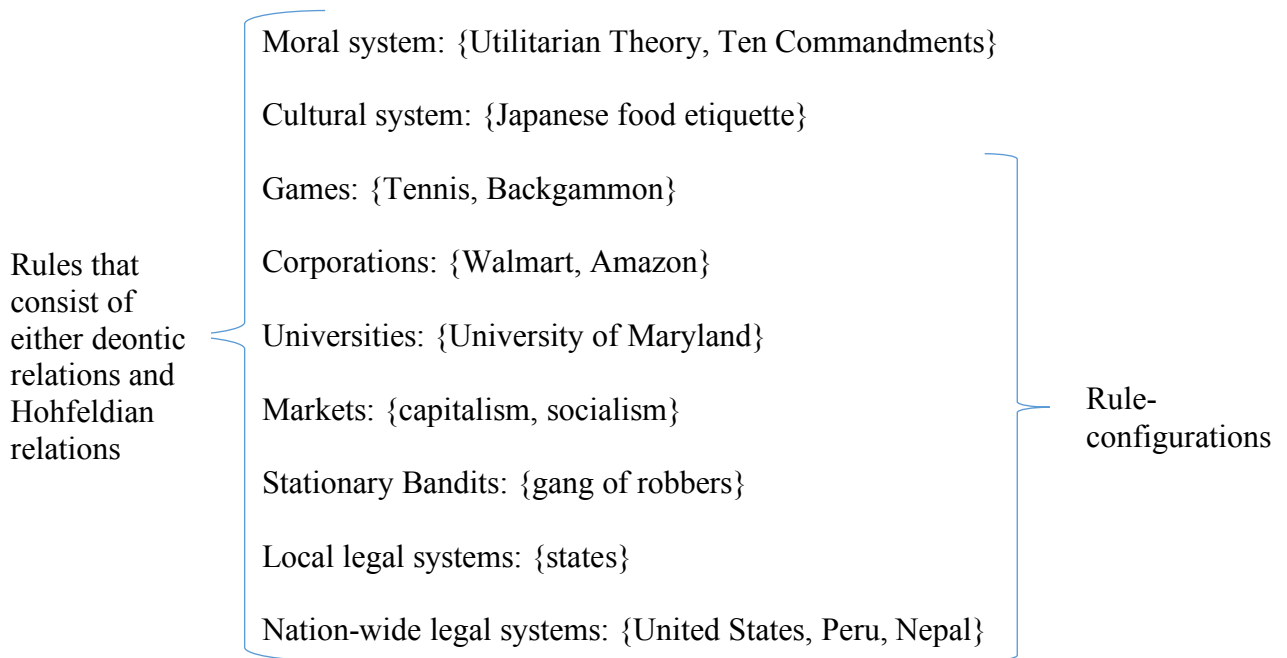 Moral system: {Utilitarian Theory, Ten Commandments}
Cultural system: {Japanese food etiquette}
Games: {Tennis, Backgammon}
Corporations: {Walmart, Amazon}
Universities: {University of Maryland}
Markets: {capitalism, socialism}
Stationary Bandits: {gang of robbers}
Local legal systems: {states}
Nation-wide legal systems: {United States, Peru, Nepal}
Rules that
consist of
either deontic
relations and
Hohfeldian
relations
Rule-
configurations